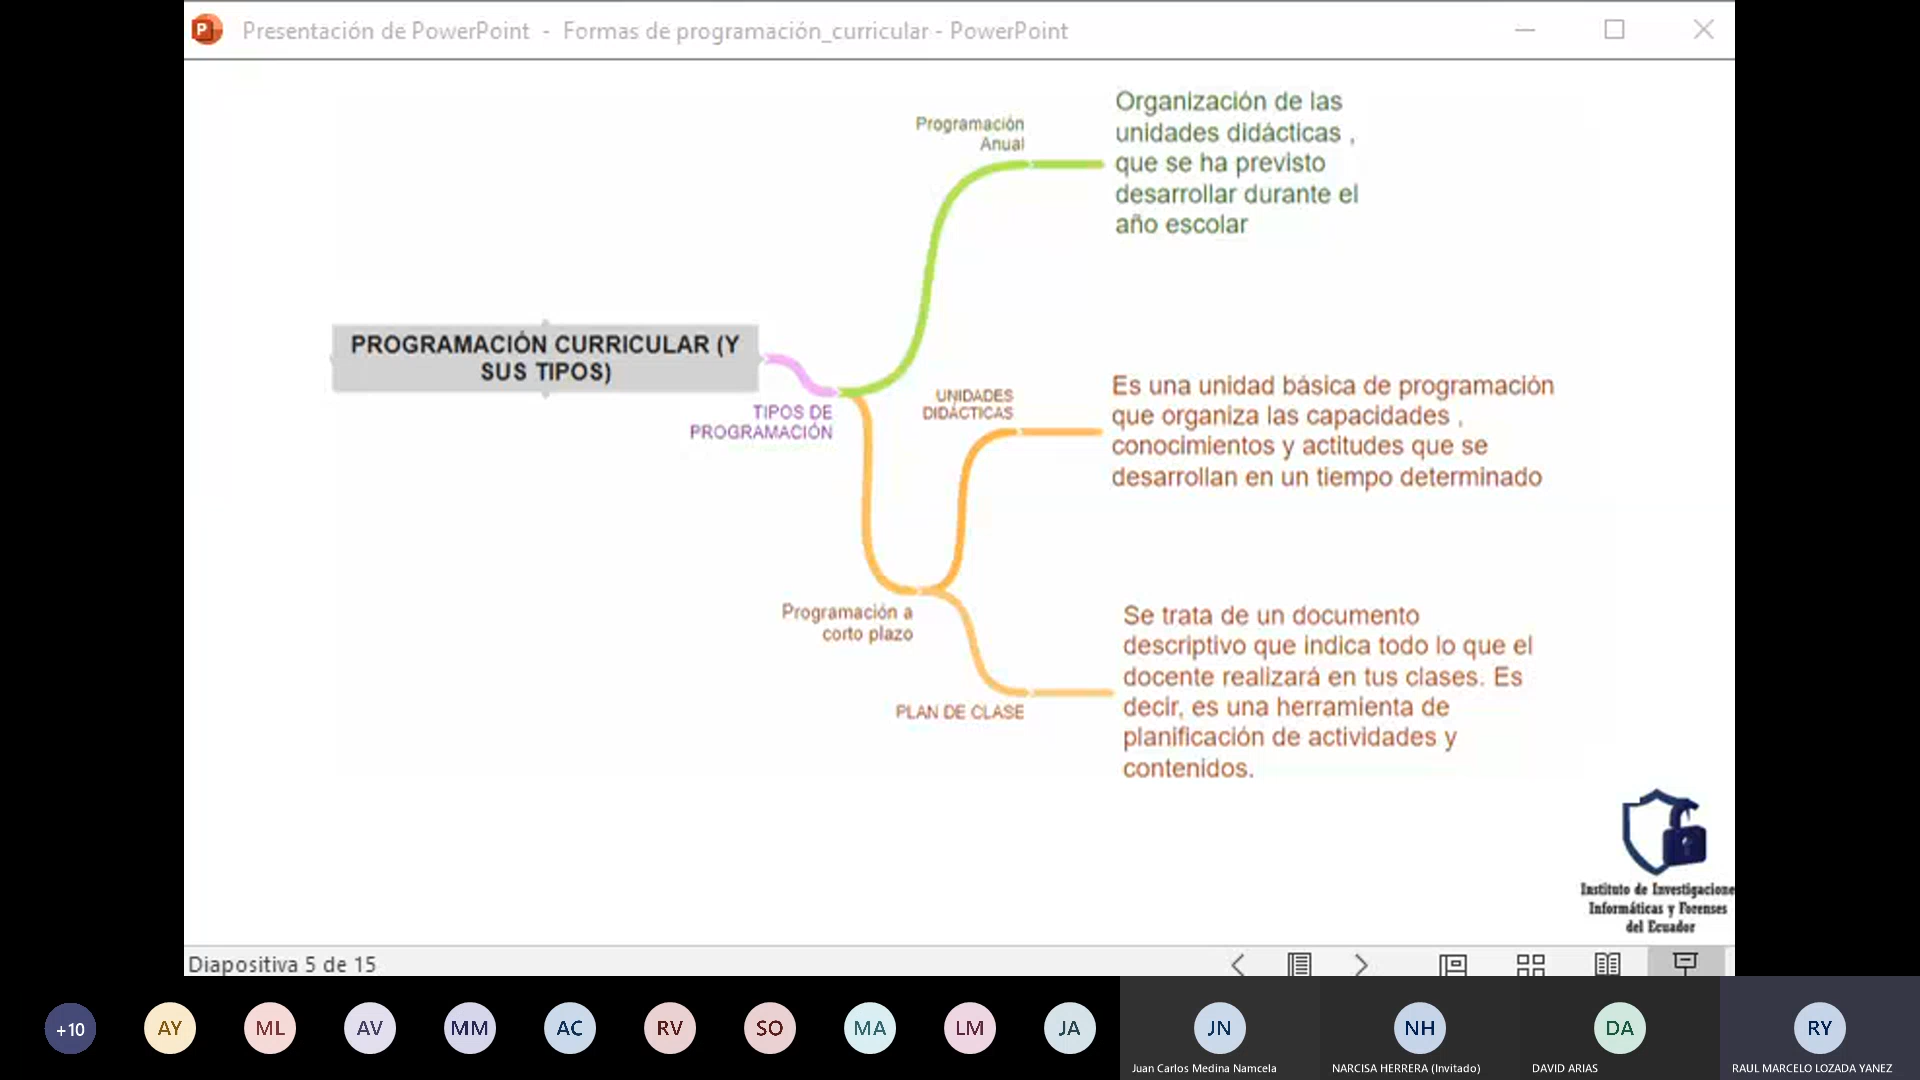 Presentación de PowerPoint - Formas de programación_curricular - PowerPoint
Programación
Anual
Organización de las
unidades didácticas ,
que se ha previsto
desarrollar durante el
año escolar
PROGRAMACIÓN CURRICULAR (Y
SUS TIPOS)
TIPOS DE
PROGRAMACIÓN
UNIDADES
DIDÁCTICAS
Es una unidad básica de programación
que organiza las capacidades ,
conocimientos y actitudes que se
desarrollan en un tiempo determinado
Programación a
corto plazo
PLAN DE CLASE
Se trata de un documento
descriptivo que indica todo lo que el
docente realizará en tus clases. Es
decir, es una herramienta de
planificación de actividades y
contenidos.
Instituto de Investigacione
Informáticas y Forenses
del Ecuador
Diapositiva 5 de 15
+10
AY
ML
AV
MM
AC
RV
SO
MA
LM
JA
JN
NH
DA
RY
Juan Carlos Medina Namcela
NARCISA HERRERA (Invitado)
DAVID ARIAS
RAUL MARCELO LOZADA YANEZ